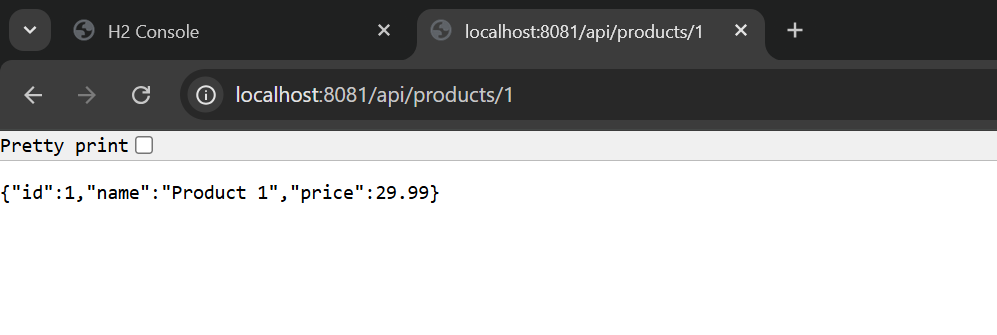 H2 Console
localhost:8081/api/products/1
localhost:8081/api/products/1
Pretty print
{"id":1,"name":"Product 1","price":29.99}